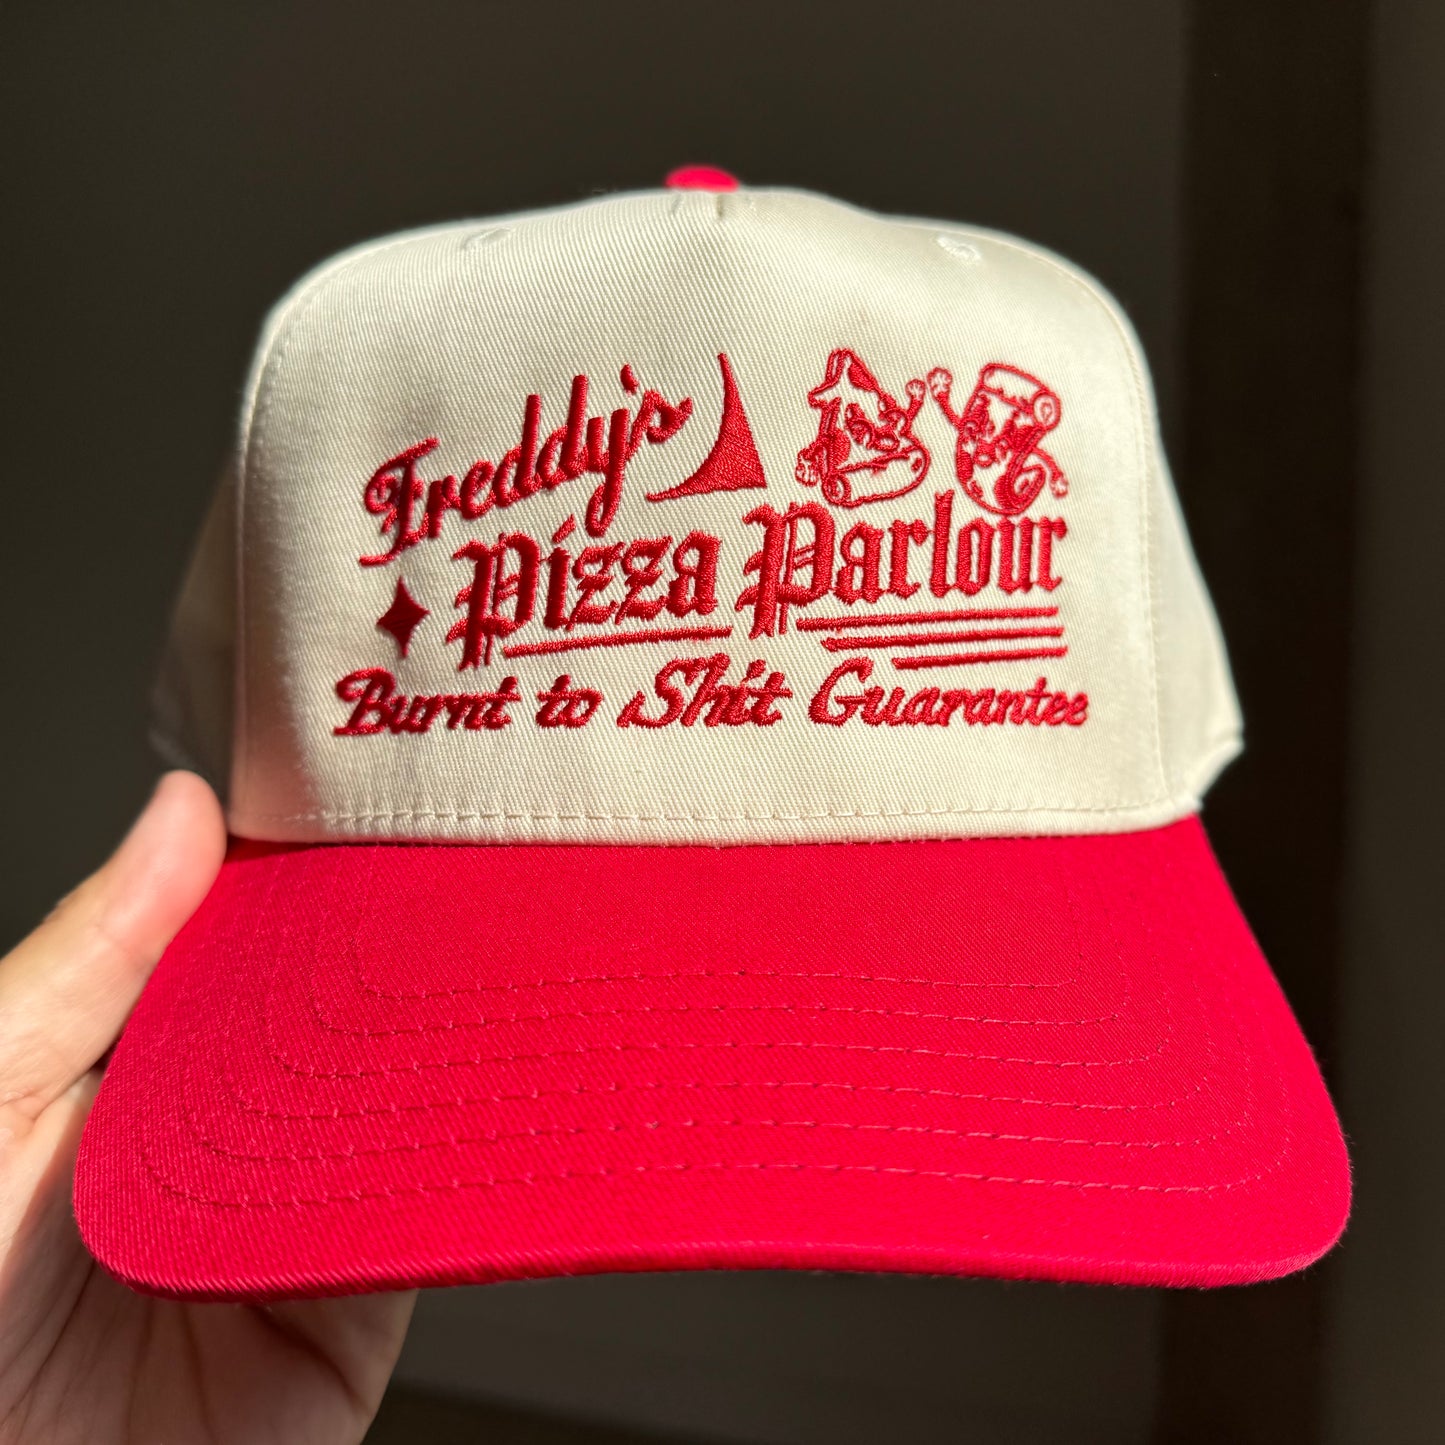 Freddy's
Pizza Parlour
Burnt to Shit Guarantee